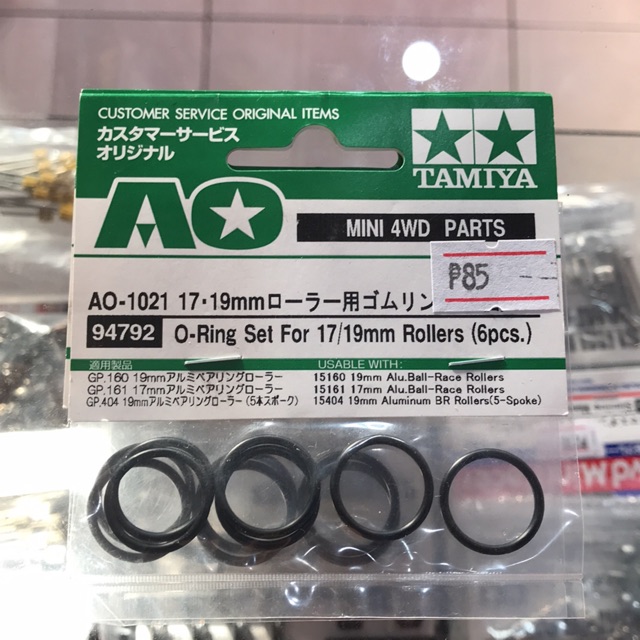 CUSTOMER SERVICE ORIGINAL ITEMS
カスタマーサービス
オリジナル
TAMIYA
AO
MINI 4WD PARTS
₱85
AO-1021 17・19mmローラー用ゴムリン
94792 O-Ring Set For 17/19mm Rollers (6pcs.)
適用製品
GP.160 19mmアルミベアリングローラー
GP.161 17mmアルミベアリングローラー
GP.404 19mmアルミベアリングローラー (5本スポーク)
USABLE WITH:
15160 19mm Alu.Ball-Race Rollers
15161 17mm Alu.Ball-Race Rollers
15404 19mm Aluminum BR Rollers(5-Spoke)